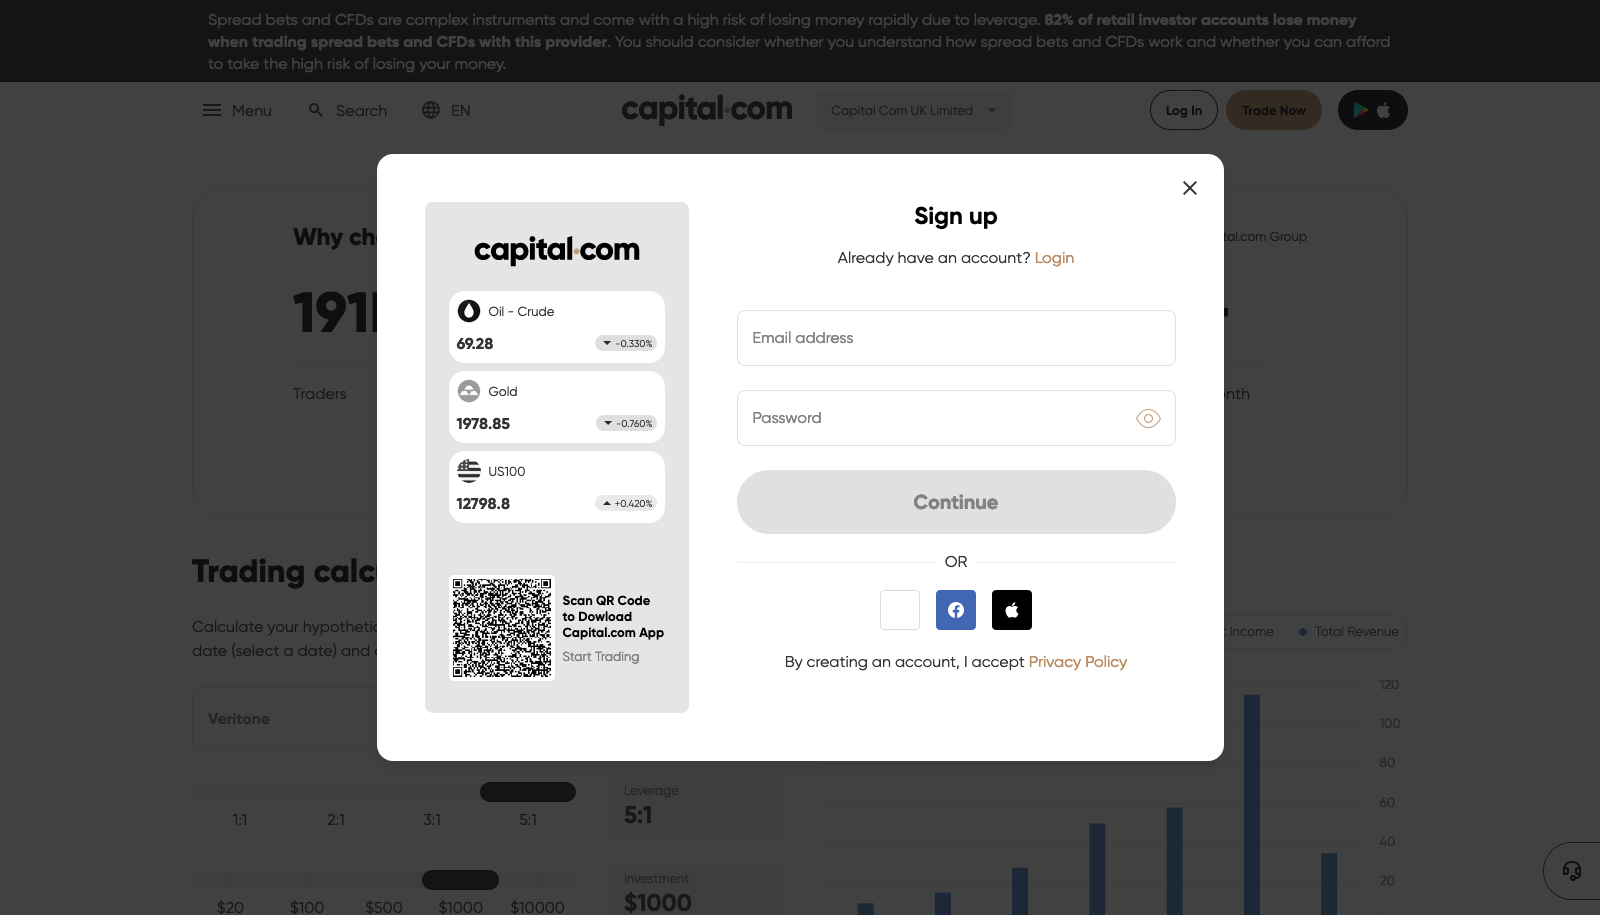 Spread bets and CFDs are complex instruments and come with a high risk of losing money rapidly due to leverage. 82% of retail investor accounts lose money
when trading spread bets and CFDs with this provider. You should consider whether you understand how spread bets and CFDs work and whether you can afford
to take the high risk of losing your money.
Menu Search EN capital.com Capital Com UK Limited Log In Trade Now
Sign up
Already have an account? Login
Email address
Password
Continue
OR
By creating an account, I accept Privacy Policy
capital.com
Oil - Crude
69.28 -0.330%
Gold
1978.85 -0.760%
US100
12798.8 +0.420%
Scan QR Code
to Dowload
Capital.com App
Start Trading
Why
tal.com Group
191
Traders
Trading
Calculate your
date (select a date)
Veritone
1:1 2:1 3:1 5:1
$20 $100 $500 $1000 $10000
Leverage
5:1
Investment
$1000
Income Total Revenue
120
100
80
60
40
20